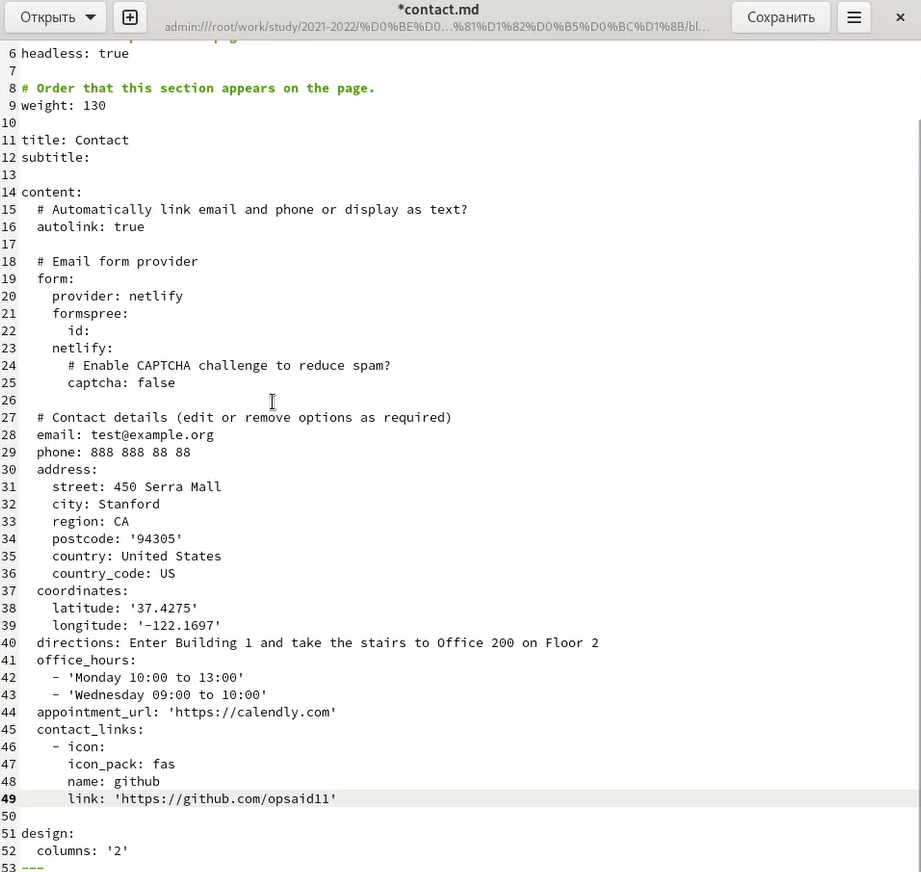 Открыть
*contact.md
admin:///root/work/study/2021-2022/%D0%BE%D0...%81%D1%82%D0%B5%D0%BC%D1%8B/bl...
Сохранить
6 headless: true
7
8 # Order that this section appears on the page.
9 weight: 130
10
11 title: Contact
12 subtitle:
13
14 content:
15   # Automatically link email and phone or display as text?
16   autolink: true
17
18   # Email form provider
19   form:
20     provider: netlify
21     formspree:
22       id:
23     netlify:
24       # Enable CAPTCHA challenge to reduce spam?
25       captcha: false
26
27   # Contact details (edit or remove options as required)
28   email: test@example.org
29   phone: 888 888 88 88
30   address:
31     street: 450 Serra Mall
32     city: Stanford
33     region: CA
34     postcode: '94305'
35     country: United States
36     country_code: US
37   coordinates:
38     latitude: '37.4275'
39     longitude: '-122.1697'
40   directions: Enter Building 1 and take the stairs to Office 200 on Floor 2
41   office_hours:
42     - 'Monday 10:00 to 13:00'
43     - 'Wednesday 09:00 to 10:00'
44   appointment_url: 'https://calendly.com'
45   contact_links:
46     - icon:
47       icon_pack: fas
48       name: github
49       link: 'https://github.com/opsaid11'
50
51 design:
52   columns: '2'
53 ---